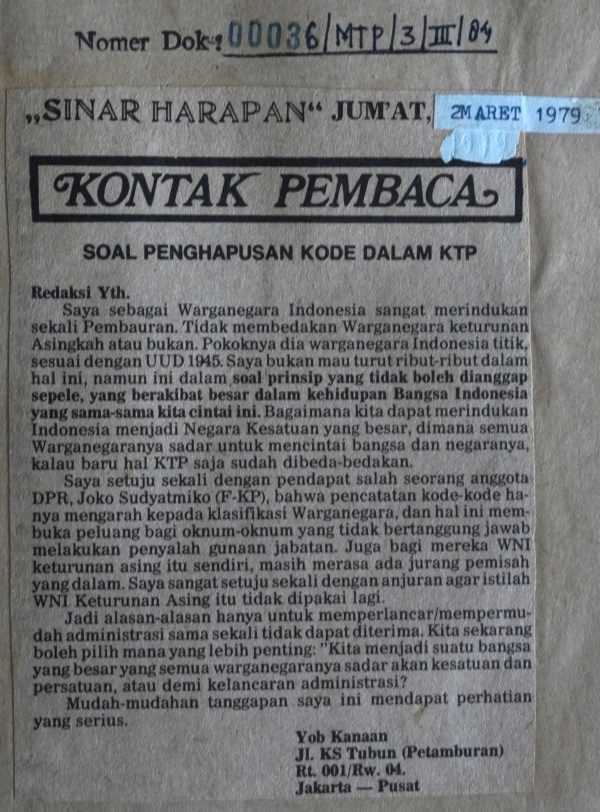 Nomer Dok: 00036/MTP/3/III/84
„SINAR HARAPAN“ JUM'AT, 2MARET 1979.
KONTAK PEMBACA
SOAL PENGHAPUSAN KODE DALAM KTP
Redaksi Yth.
Saya sebagai Warganegara Indonesia sangat merindukan
sekali Pembauran. Tidak membedakan Warganegara keturunan
Asingkah atau bukan. Pokoknya dia warganegara Indonesia titik,
sesuai dengan UUD 1945. Saya bukan mau turut ribut-ribut dalam
hal ini, namun ini dalam soal prinsip yang tidak boleh dianggap
sepele, yang berakibat besar dalam kehidupan Bangsa Indonesia
yang sama-sama kita cintai ini. Bagaimana kita dapat merindukan
Indonesia menjadi Negara Kesatuan yang besar, dimana semua
Warganegaranya sadar untuk mencintai bangsa dan negaranya,
kalau baru hal KTP saja sudah dibeda-bedakan.
Saya setuju sekali dengan pendapat salah seorang anggota
DPR, Joko Sudyatmiko (F-KP), bahwa pencatatan kode-kode ha-
nya mengarah kepada klasifikasi Warganegara, dan hal ini mem-
buka peluang bagi oknum-oknum yang tidak bertanggung jawab
melakukan penyalah gunaan jabatan. Juga bagi mereka WNI
keturunan asing itu sendiri, masih merasa ada jurang pemisah
yang dalam. Saya sangat setuju sekali dengan anjuran agar istilah
WNI Keturunan Asing itu tidak dipakai lagi.
Jadi alasan-alasan hanya untuk memperlancar/mempermu-
dah administrasi sama sekali tidak dapat diterima. Kita sekarang
boleh pilih mana yang lebih penting: "Kita menjadi suatu bangsa
yang besar yang semua warganegaranya sadar akan kesatuan dan
persatuan, atau demi kelancaran administrasi?
Mudah-mudahan tanggapan saya ini mendapat perhatian
yang serius.
Yob Kanaan
Jl. KS Tubun (Petamburan)
Rt. 001/Rw. 04.
Jakarta — Pusat